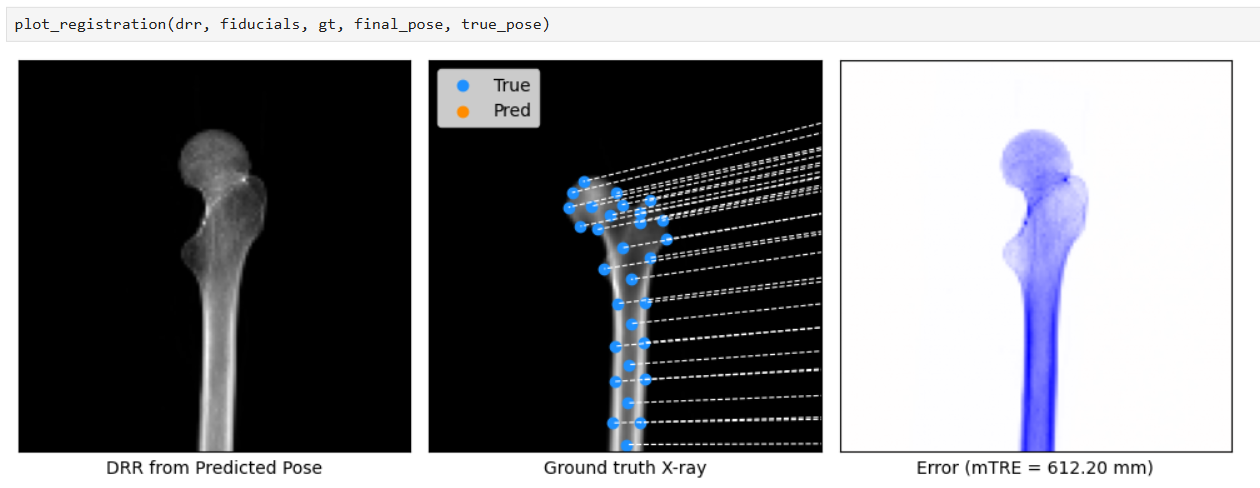 plot_registration(drr, fiducials, gt, final_pose, true_pose)
True
Pred
DRR from Predicted Pose
Ground truth X-ray
Error (mTRE = 612.20 mm)